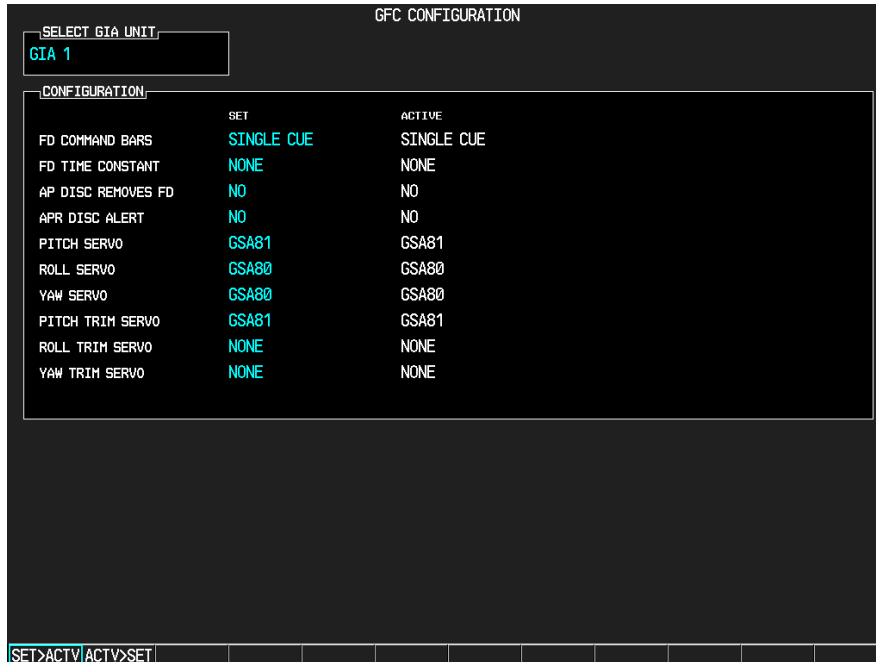 GFC CONFIGURATION
SELECT GIA UNIT
GIA 1
CONFIGURATION
SET ACTIVE
FD COMMAND BARS SINGLE CUE SINGLE CUE
FD TIME CONSTANT NONE NONE
AP DISC REMOVES FD NO NO
APR DISC ALERT NO NO
PITCH SERVO GSA81 GSA81
ROLL SERVO GSA80 GSA80
YAW SERVO GSA80 GSA80
PITCH TRIM SERVO GSA81 GSA81
ROLL TRIM SERVO NONE NONE
YAW TRIM SERVO NONE NONE
SET>ACTV ACTV>SET